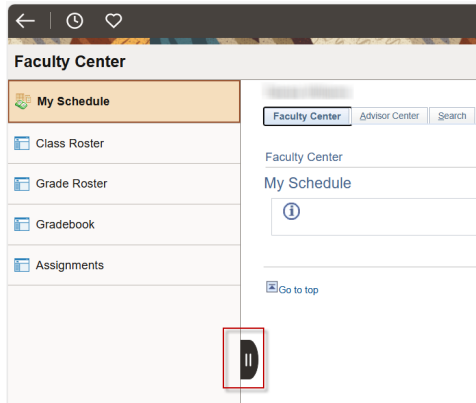 Faculty Center
My Schedule
Class Roster
Grade Roster
Gradebook
Assignments
Faculty Center Advisor Center Search
Faculty Center
My Schedule
Go to top